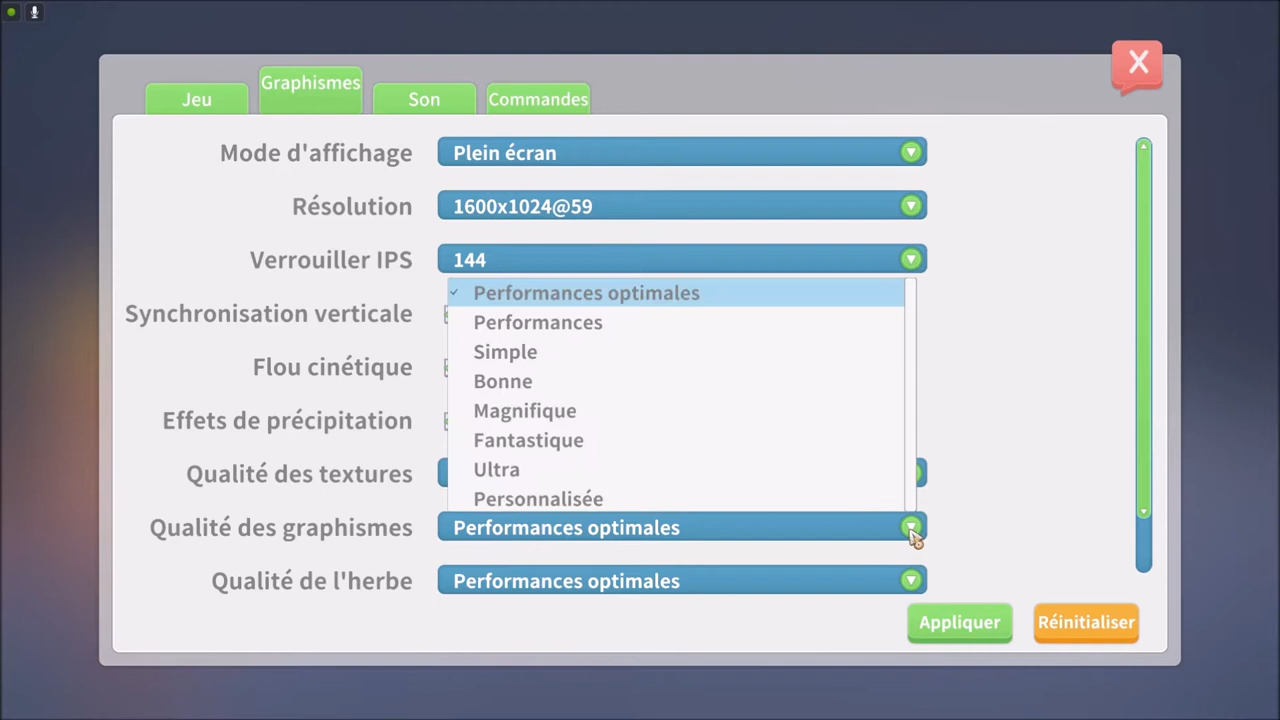 Jeu
Graphismes
Son
Commandes
X
Mode d'affichage
Plein écran
Résolution
1600x1024@59
Verrouiller IPS
144
Performances optimales
Performances
Synchronisation verticale
Simple
Flou cinétique
Bonne
Magnifique
Effets de précipitation
Fantastique
Qualité des textures
Ultra
Personnalisée
Qualité des graphismes
Performances optimales
Qualité de l'herbe
Performances optimales
Appliquer
Réinitialiser